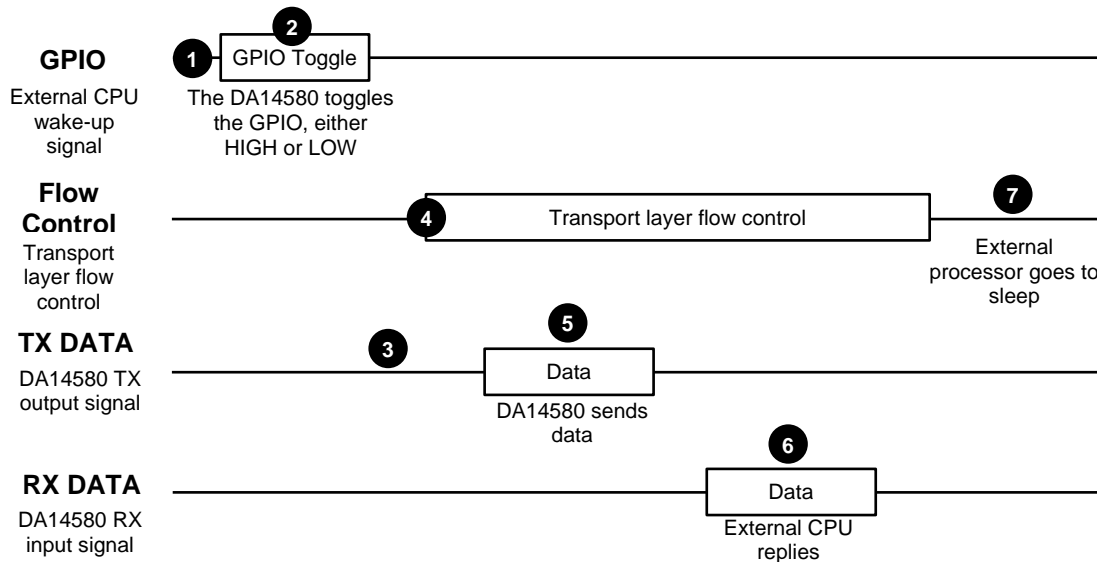 2
1
GPIO Toggle
GPIO
External CPU
wake-up
signal
The DA14580 toggles
the GPIO, either
HIGH or LOW
Flow
Control
Transport
layer flow
control
4
Transport layer flow control
7
External
processor goes to
sleep
TX DATA
DA14580 TX
output signal
3
5
Data
DA14580 sends
data
RX DATA
DA14580 RX
input signal
6
Data
External CPU
replies